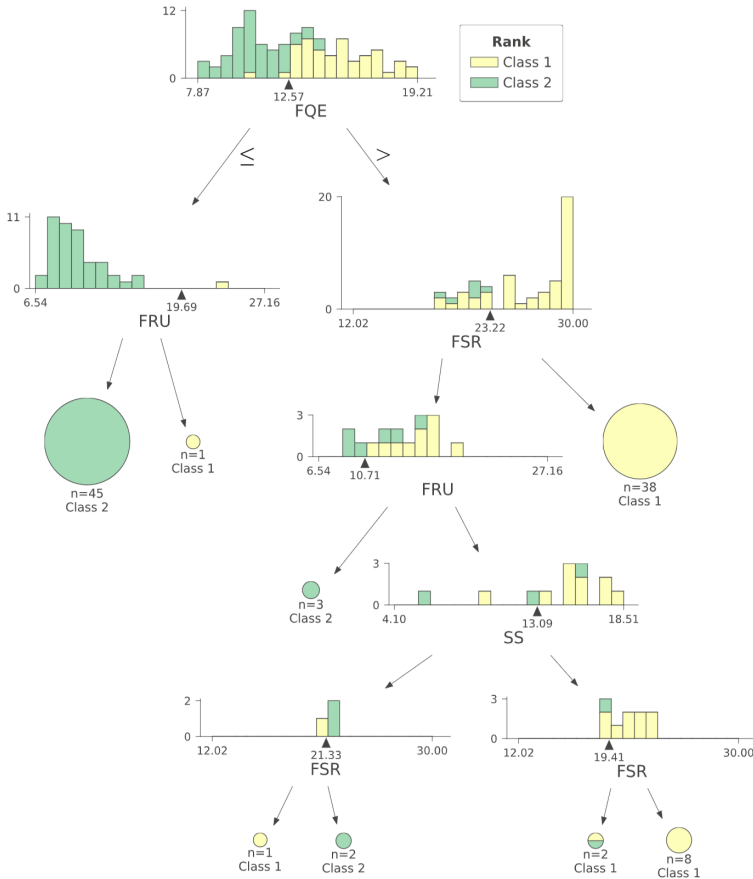 12
0
7.87
12.57
19.21
FQE
Rank
Class 1
Class 2
≤
>
11
0
6.54
19.69
27.16
FRU
20
0
12.02
23.22
30.00
FSR
n=45
Class 2
n=1
Class 1
3
0
6.54
10.71
27.16
FRU
n=38
Class 1
n=3
Class 2
3
0
4.10
13.09
18.51
SS
2
0
12.02
21.33
30.00
FSR
3
0
12.02
19.41
30.00
FSR
n=1
Class 1
n=2
Class 2
n=2
Class 1
n=8
Class 1